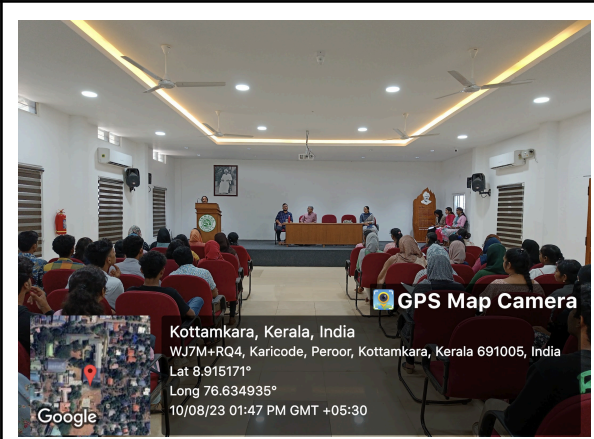 GPS Map Camera
Kottamkara, Kerala, India
WJ7M+RQ4, Karicode, Peroor, Kottamkara, Kerala 691005, India
Lat 8.915171°
Long 76.634935°
10/08/23 01:47 PM GMT +05:30
Google